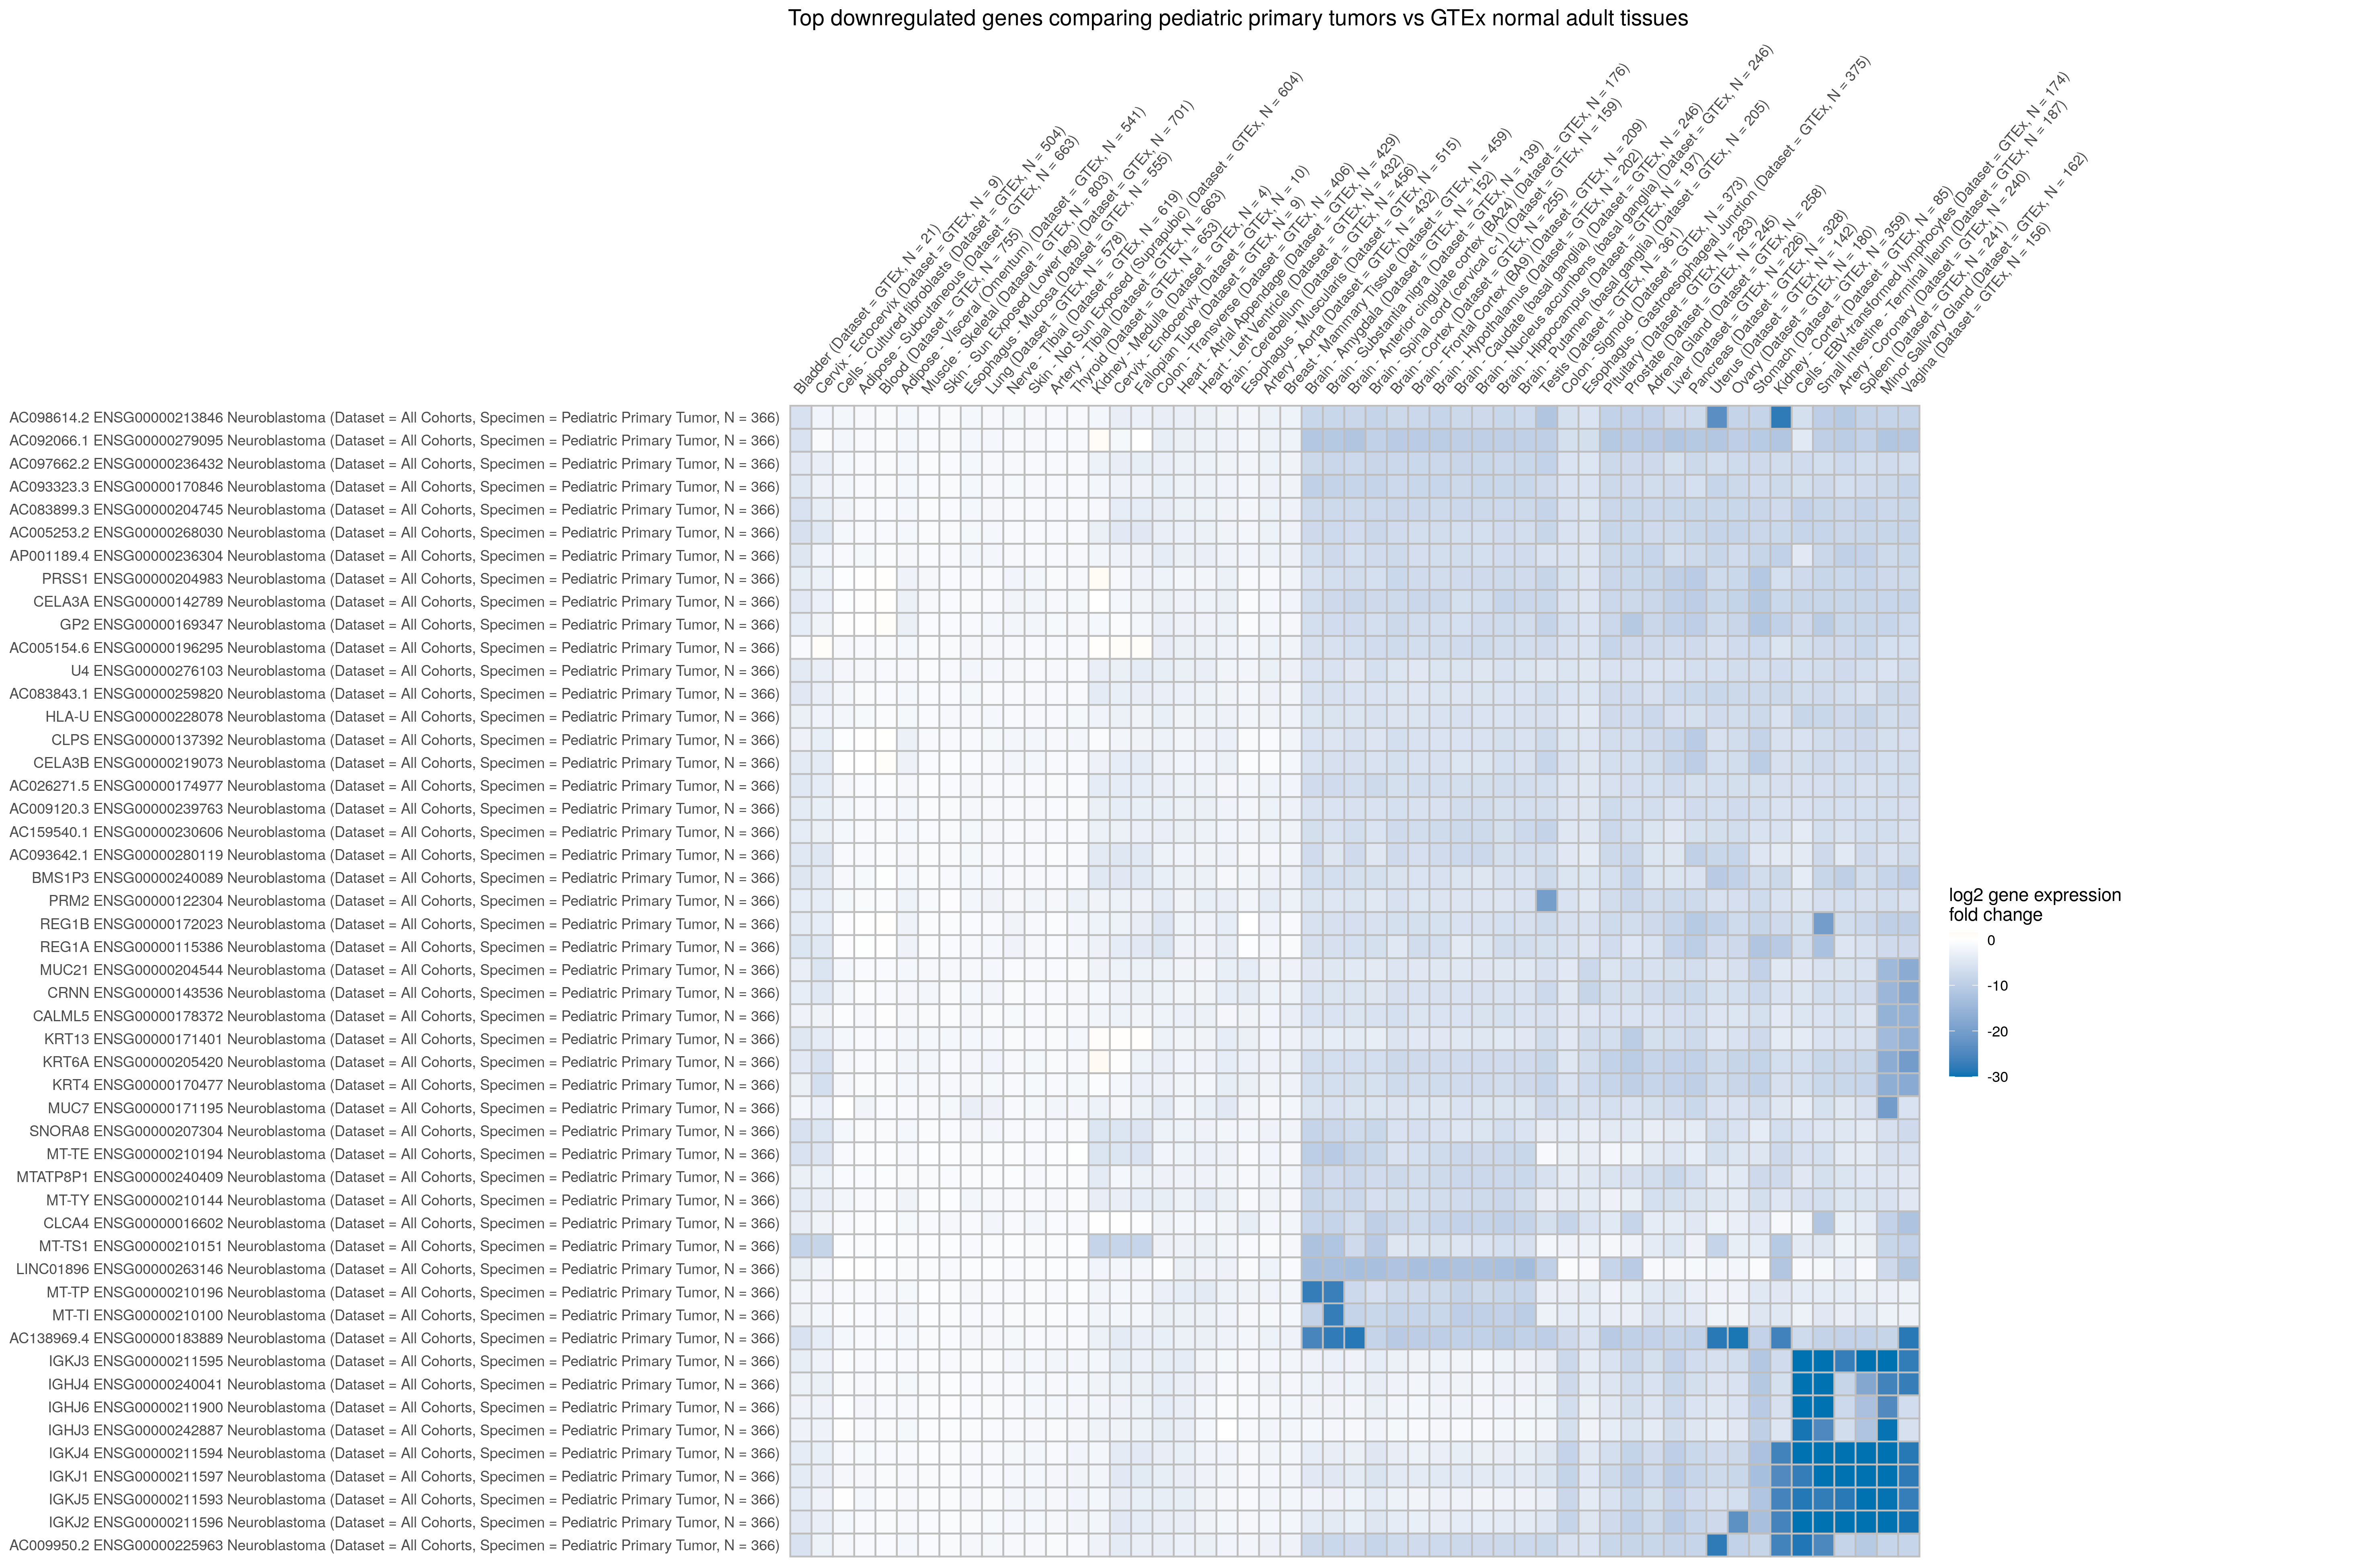 Top downregulated genes comparing pediatric primary tumors vs GTEx normal adult tissues
Bladder (Dataset = GTEx, N = 21)
Cervix - Ectocervix (Dataset = GTEx, N = 9)
Cells - Cultured fibroblasts (Dataset = GTEx, N = 504)
Adipose - Subcutaneous (Dataset = GTEx, N = 663)
Blood (Dataset = GTEx, N = 755)
Adipose - Visceral (Omentum) (Dataset = GTEx, N = 541)
Muscle - Skeletal (Dataset = GTEx, N = 803)
Skin - Sun Exposed (Lower leg) (Dataset = GTEx, N = 701)
Esophagus - Mucosa (Dataset = GTEx, N = 555)
Lung (Dataset = GTEx, N = 578)
Nerve - Tibial (Dataset = GTEx, N = 619)
Skin - Not Sun Exposed (Suprapubic) (Dataset = GTEx, N = 604)
Artery - Tibial (Dataset = GTEx, N = 663)
Thyroid (Dataset = GTEx, N = 653)
Kidney - Medulla (Dataset = GTEx, N = 4)
Cervix - Endocervix (Dataset = GTEx, N = 10)
Fallopian Tube (Dataset = GTEx, N = 9)
Colon - Transverse (Dataset = GTEx, N = 406)
Heart - Atrial Appendage (Dataset = GTEx, N = 429)
Heart - Left Ventricle (Dataset = GTEx, N = 432)
Brain - Cerebellum (Dataset = GTEx, N = 456)
Esophagus - Muscularis (Dataset = GTEx, N = 515)
Artery - Aorta (Dataset = GTEx, N = 432)
Breast - Mammary Tissue (Dataset = GTEx, N = 459)
Brain - Amygdala (Dataset = GTEx, N = 152)
Brain - Substantia nigra (Dataset = GTEx, N = 139)
Brain - Anterior cingulate cortex (BA24) (Dataset = GTEx, N = 176)
Brain - Spinal cord (cervical c-1) (Dataset = GTEx, N = 159)
Brain - Cortex (Dataset = GTEx, N = 255)
Brain - Frontal Cortex (BA9) (Dataset = GTEx, N = 209)
Brain - Hypothalamus (Dataset = GTEx, N = 202)
Brain - Caudate (basal ganglia) (Dataset = GTEx, N = 246)
Brain - Hippocampus (Dataset = GTEx, N = 197)
Brain - Nucleus accumbens (basal ganglia) (Dataset = GTEx, N = 246)
Brain - Putamen (basal ganglia) (Dataset = GTEx, N = 205)
Testis (Dataset = GTEx, N = 361)
Colon - Sigmoid (Dataset = GTEx, N = 373)
Esophagus - Gastroesophageal Junction (Dataset = GTEx, N = 375)
Pituitary (Dataset = GTEx, N = 283)
Prostate (Dataset = GTEx, N = 245)
Adrenal Gland (Dataset = GTEx, N = 258)
Liver (Dataset = GTEx, N = 226)
Pancreas (Dataset = GTEx, N = 328)
Uterus (Dataset = GTEx, N = 142)
Ovary (Dataset = GTEx, N = 180)
Stomach (Dataset = GTEx, N = 359)
Kidney - Cortex (Dataset = GTEx, N = 85)
Cells - EBV-transformed lymphocytes (Dataset = GTEx, N = 174)
Small Intestine - Terminal Ileum (Dataset = GTEx, N = 187)
Artery - Coronary (Dataset = GTEx, N = 240)
Spleen (Dataset = GTEx, N = 241)
Minor Salivary Gland (Dataset = GTEx, N = 162)
Vagina (Dataset = GTEx, N = 156)
AC098614.2 ENSG00000213846 Neuroblastoma (Dataset = All Cohorts, Specimen = Pediatric Primary Tumor, N = 366)
AC092066.1 ENSG00000279095 Neuroblastoma (Dataset = All Cohorts, Specimen = Pediatric Primary Tumor, N = 366)
AC097662.2 ENSG00000236432 Neuroblastoma (Dataset = All Cohorts, Specimen = Pediatric Primary Tumor, N = 366)
AC093323.3 ENSG00000170846 Neuroblastoma (Dataset = All Cohorts, Specimen = Pediatric Primary Tumor, N = 366)
AC083899.3 ENSG00000204745 Neuroblastoma (Dataset = All Cohorts, Specimen = Pediatric Primary Tumor, N = 366)
AC005253.2 ENSG00000268030 Neuroblastoma (Dataset = All Cohorts, Specimen = Pediatric Primary Tumor, N = 366)
AP001189.4 ENSG00000236304 Neuroblastoma (Dataset = All Cohorts, Specimen = Pediatric Primary Tumor, N = 366)
PRSS1 ENSG00000204983 Neuroblastoma (Dataset = All Cohorts, Specimen = Pediatric Primary Tumor, N = 366)
CELA3A ENSG00000142789 Neuroblastoma (Dataset = All Cohorts, Specimen = Pediatric Primary Tumor, N = 366)
GP2 ENSG00000169347 Neuroblastoma (Dataset = All Cohorts, Specimen = Pediatric Primary Tumor, N = 366)
AC005154.6 ENSG00000196295 Neuroblastoma (Dataset = All Cohorts, Specimen = Pediatric Primary Tumor, N = 366)
U4 ENSG00000276103 Neuroblastoma (Dataset = All Cohorts, Specimen = Pediatric Primary Tumor, N = 366)
AC083843.1 ENSG00000259820 Neuroblastoma (Dataset = All Cohorts, Specimen = Pediatric Primary Tumor, N = 366)
HLA-U ENSG00000228078 Neuroblastoma (Dataset = All Cohorts, Specimen = Pediatric Primary Tumor, N = 366)
CLPS ENSG00000137392 Neuroblastoma (Dataset = All Cohorts, Specimen = Pediatric Primary Tumor, N = 366)
CELA3B ENSG00000219073 Neuroblastoma (Dataset = All Cohorts, Specimen = Pediatric Primary Tumor, N = 366)
AC026271.5 ENSG00000174977 Neuroblastoma (Dataset = All Cohorts, Specimen = Pediatric Primary Tumor, N = 366)
AC009120.3 ENSG00000239763 Neuroblastoma (Dataset = All Cohorts, Specimen = Pediatric Primary Tumor, N = 366)
AC159540.1 ENSG00000230606 Neuroblastoma (Dataset = All Cohorts, Specimen = Pediatric Primary Tumor, N = 366)
AC093642.1 ENSG00000280119 Neuroblastoma (Dataset = All Cohorts, Specimen = Pediatric Primary Tumor, N = 366)
BMS1P3 ENSG00000240089 Neuroblastoma (Dataset = All Cohorts, Specimen = Pediatric Primary Tumor, N = 366)
PRM2 ENSG00000122304 Neuroblastoma (Dataset = All Cohorts, Specimen = Pediatric Primary Tumor, N = 366)
REG1B ENSG00000172023 Neuroblastoma (Dataset = All Cohorts, Specimen = Pediatric Primary Tumor, N = 366)
REG1A ENSG00000115386 Neuroblastoma (Dataset = All Cohorts, Specimen = Pediatric Primary Tumor, N = 366)
MUC21 ENSG00000204544 Neuroblastoma (Dataset = All Cohorts, Specimen = Pediatric Primary Tumor, N = 366)
CRNN ENSG00000143536 Neuroblastoma (Dataset = All Cohorts, Specimen = Pediatric Primary Tumor, N = 366)
CALML5 ENSG00000178372 Neuroblastoma (Dataset = All Cohorts, Specimen = Pediatric Primary Tumor, N = 366)
KRT13 ENSG00000171401 Neuroblastoma (Dataset = All Cohorts, Specimen = Pediatric Primary Tumor, N = 366)
KRT6A ENSG00000205420 Neuroblastoma (Dataset = All Cohorts, Specimen = Pediatric Primary Tumor, N = 366)
KRT4 ENSG00000170477 Neuroblastoma (Dataset = All Cohorts, Specimen = Pediatric Primary Tumor, N = 366)
MUC7 ENSG00000171195 Neuroblastoma (Dataset = All Cohorts, Specimen = Pediatric Primary Tumor, N = 366)
SNORA8 ENSG00000207304 Neuroblastoma (Dataset = All Cohorts, Specimen = Pediatric Primary Tumor, N = 366)
MT-TE ENSG00000210194 Neuroblastoma (Dataset = All Cohorts, Specimen = Pediatric Primary Tumor, N = 366)
MTATP8P1 ENSG00000240409 Neuroblastoma (Dataset = All Cohorts, Specimen = Pediatric Primary Tumor, N = 366)
MT-TY ENSG00000210144 Neuroblastoma (Dataset = All Cohorts, Specimen = Pediatric Primary Tumor, N = 366)
CLCA4 ENSG00000016602 Neuroblastoma (Dataset = All Cohorts, Specimen = Pediatric Primary Tumor, N = 366)
MT-TS1 ENSG00000210151 Neuroblastoma (Dataset = All Cohorts, Specimen = Pediatric Primary Tumor, N = 366)
LINC01896 ENSG00000263146 Neuroblastoma (Dataset = All Cohorts, Specimen = Pediatric Primary Tumor, N = 366)
MT-TP ENSG00000210196 Neuroblastoma (Dataset = All Cohorts, Specimen = Pediatric Primary Tumor, N = 366)
MT-TI ENSG00000210100 Neuroblastoma (Dataset = All Cohorts, Specimen = Pediatric Primary Tumor, N = 366)
AC138969.4 ENSG00000183889 Neuroblastoma (Dataset = All Cohorts, Specimen = Pediatric Primary Tumor, N = 366)
IGKJ3 ENSG00000211595 Neuroblastoma (Dataset = All Cohorts, Specimen = Pediatric Primary Tumor, N = 366)
IGHJ4 ENSG00000240041 Neuroblastoma (Dataset = All Cohorts, Specimen = Pediatric Primary Tumor, N = 366)
IGHJ6 ENSG00000211900 Neuroblastoma (Dataset = All Cohorts, Specimen = Pediatric Primary Tumor, N = 366)
IGHJ3 ENSG00000242887 Neuroblastoma (Dataset = All Cohorts, Specimen = Pediatric Primary Tumor, N = 366)
IGKJ4 ENSG00000211594 Neuroblastoma (Dataset = All Cohorts, Specimen = Pediatric Primary Tumor, N = 366)
IGKJ1 ENSG00000211597 Neuroblastoma (Dataset = All Cohorts, Specimen = Pediatric Primary Tumor, N = 366)
IGKJ5 ENSG00000211593 Neuroblastoma (Dataset = All Cohorts, Specimen = Pediatric Primary Tumor, N = 366)
IGKJ2 ENSG00000211596 Neuroblastoma (Dataset = All Cohorts, Specimen = Pediatric Primary Tumor, N = 366)
AC009950.2 ENSG00000225963 Neuroblastoma (Dataset = All Cohorts, Specimen = Pediatric Primary Tumor, N = 366)
log2 gene expression
fold change
0
-10
-20
-30